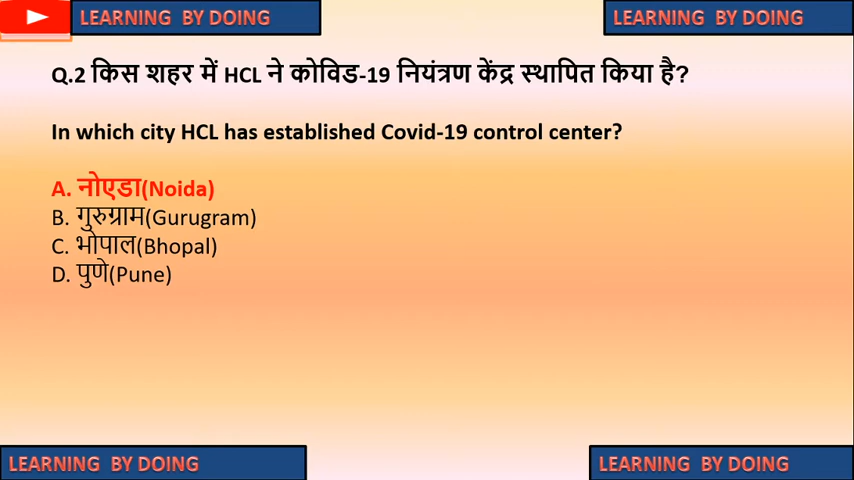 LEARNING BY DOING
LEARNING BY DOING
Q.2 किस शहर में HCL ने कोविड-19 नियंत्रण केंद्र स्थापित किया है?
In which city HCL has established Covid-19 control center?
A. नोएडा(Noida)
B. गुरुग्राम(Gurugram)
C. भोपाल(Bhopal)
D. पुणे(Pune)
LEARNING BY DOING
LEARNING BY DOING